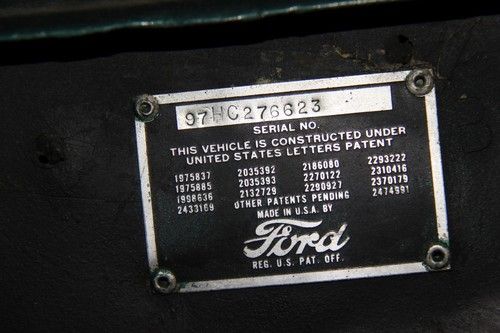 97HC276623
SERIAL NO.
THIS VEHICLE IS CONSTRUCTED UNDER
UNITED STATES LETTERS PATENT
1975837 2035392 2186080 2293222
1975885 2035393 2270122 2310416
1998636 2132729 2290927 2370179
2433169 OTHER PATENTS PENDING 2474991
MADE IN U.S.A. BY
Ford
REG. U.S. PAT. OFF.